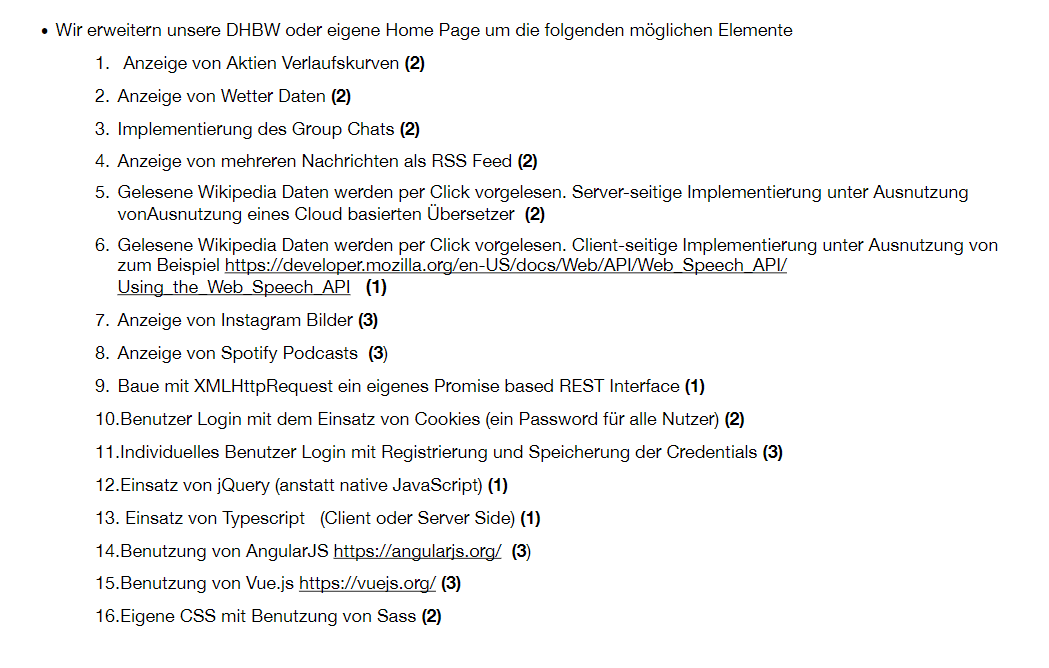 • Wir erweitern unsere DHBW oder eigene Home Page um die folgenden möglichen Elemente
1. Anzeige von Aktien Verlaufskurven (2)
2. Anzeige von Wetter Daten (2)
3. Implementierung des Group Chats (2)
4. Anzeige von mehreren Nachrichten als RSS Feed (2)
5. Gelesene Wikipedia Daten werden per Click vorgelesen. Server-seitige Implementierung unter Ausnutzung
vonAusnutzung eines Cloud basierten Übersetzer (2)
6. Gelesene Wikipedia Daten werden per Click vorgelesen. Client-seitige Implementierung unter Ausnutzung von
zum Beispiel https://developer.mozilla.org/en-US/docs/Web/API/Web_Speech_API/
Using_the_Web_Speech_API (1)
7. Anzeige von Instagram Bilder (3)
8. Anzeige von Spotify Podcasts (3)
9. Baue mit XMLHttpRequest ein eigenes Promise based REST Interface (1)
10.Benutzer Login mit dem Einsatz von Cookies (ein Password für alle Nutzer) (2)
11.Individuelles Benutzer Login mit Registrierung und Speicherung der Credentials (3)
12.Einsatz von jQuery (anstatt native JavaScript) (1)
13. Einsatz von Typescript (Client oder Server Side) (1)
14.Benutzung von AngularJS https://angularjs.org/ (3)
15.Benutzung von Vue.js https://vuejs.org/ (3)
16.Eigene CSS mit Benutzung von Sass (2)